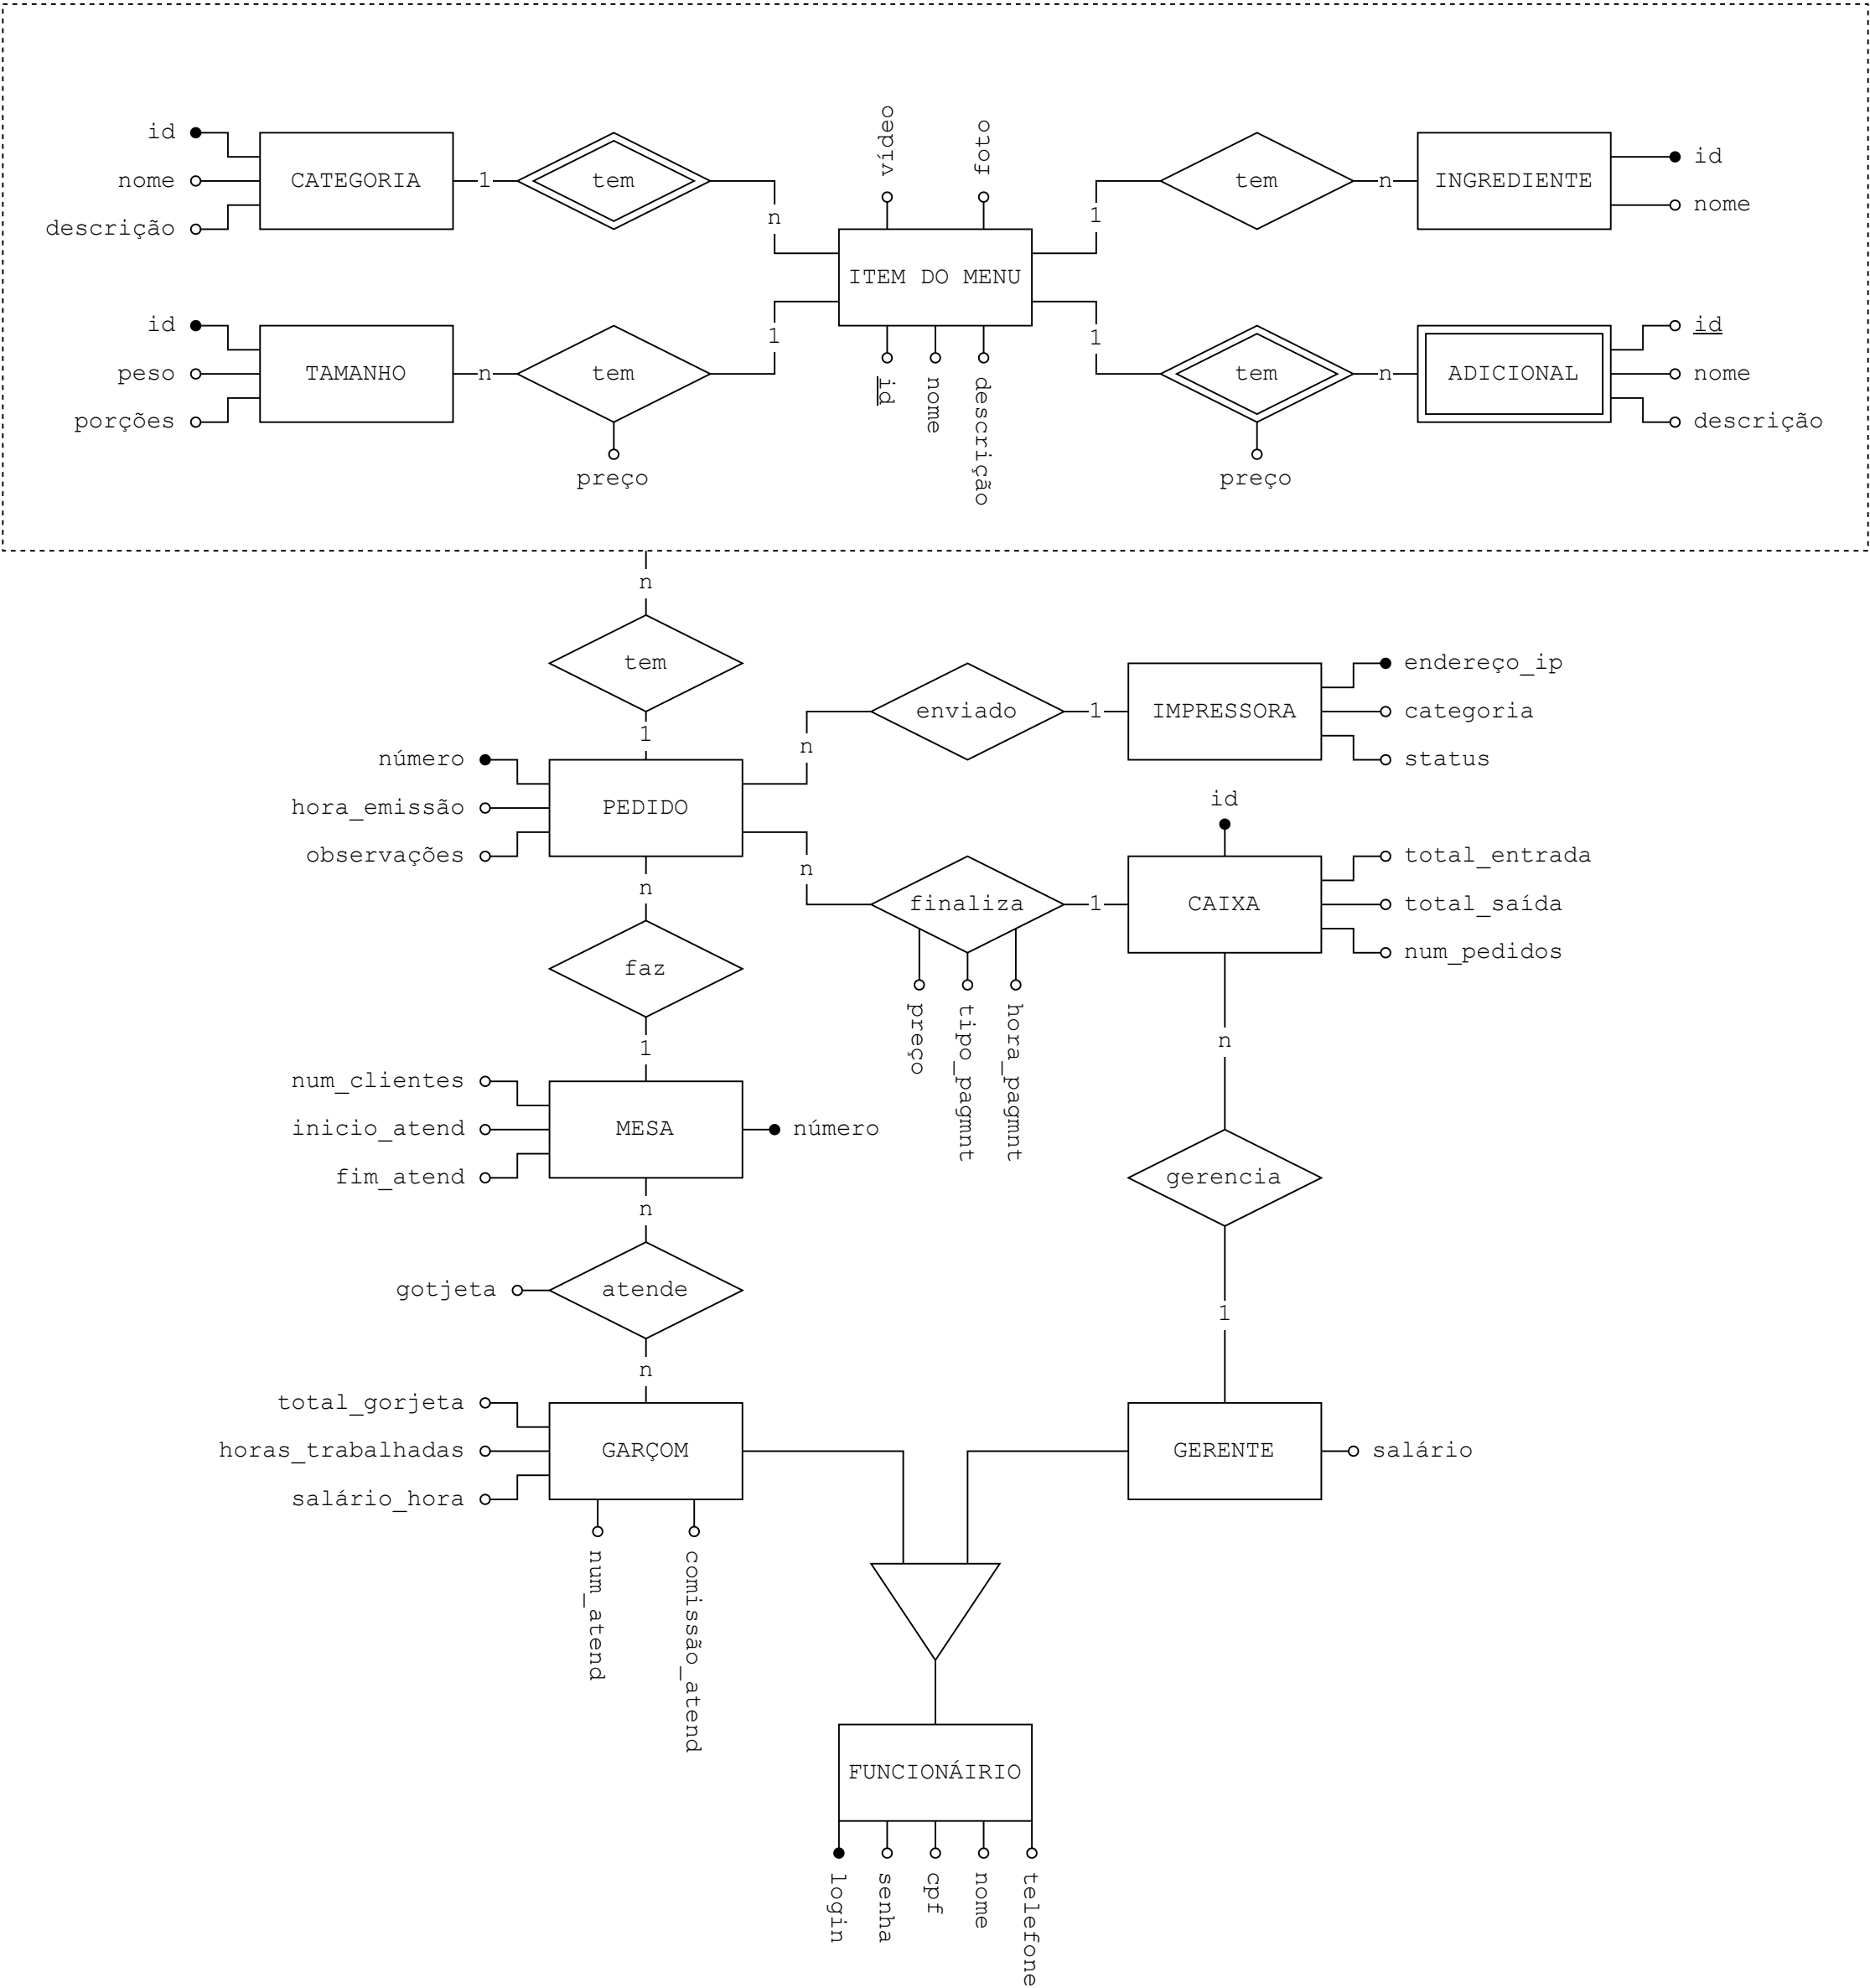 vídeo
foto
id
nome
descrição
CATEGORIA
1
tem
n
ITEM DO MENU
1
tem
n
INGREDIENTE
id
nome
id
peso
porções
TAMANHO
n
tem
1
preço
id
nome
descrição
1
tem
n
preço
ADICIONAL
id
nome
descrição
n
tem
1
número
hora_emissão
observações
PEDIDO
n
enviado
1
IMPRESSORA
endereço_ip
categoria
status
n
finaliza
1
preço
tipo_pagmnt
hora_pagmnt
id
CAIXA
total_entrada
total_saída
num_pedidos
n
faz
1
num_clientes
inicio_atend
fim_atend
MESA
número
n
gerencia
1
n
gotjeta
atende
n
total_gorjeta
horas_trabalhadas
salário_hora
GARÇOM
num_atend
comissão_atend
GERENTE
salário
FUNCIONÁIRIO
login
senha
cpf
nome
telefone